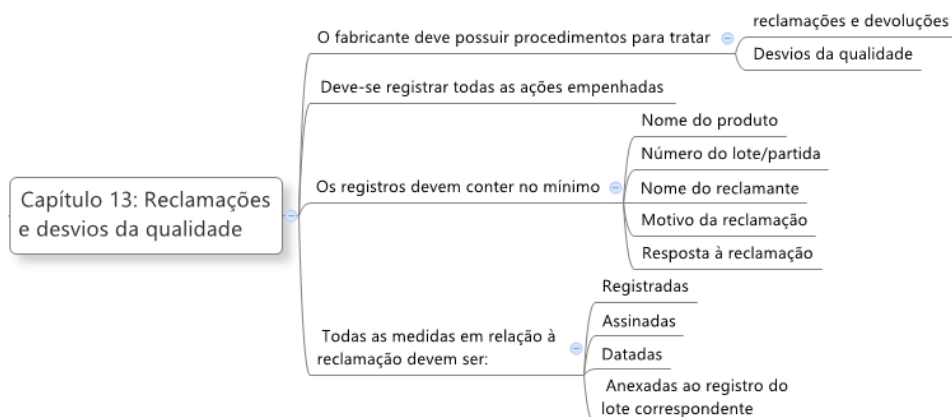 Capítulo 13: Reclamações
e desvios da qualidade
O fabricante deve possuir procedimentos para tratar
reclamações e devoluções
Desvios da qualidade
Deve-se registrar todas as ações empenhadas
Os registros devem conter no mínimo
Nome do produto
Número do lote/partida
Nome do reclamante
Motivo da reclamação
Resposta à reclamação
Todas as medidas em relação à
reclamação devem ser:
Registradas
Assinadas
Datadas
Anexadas ao registro do
lote correspondente